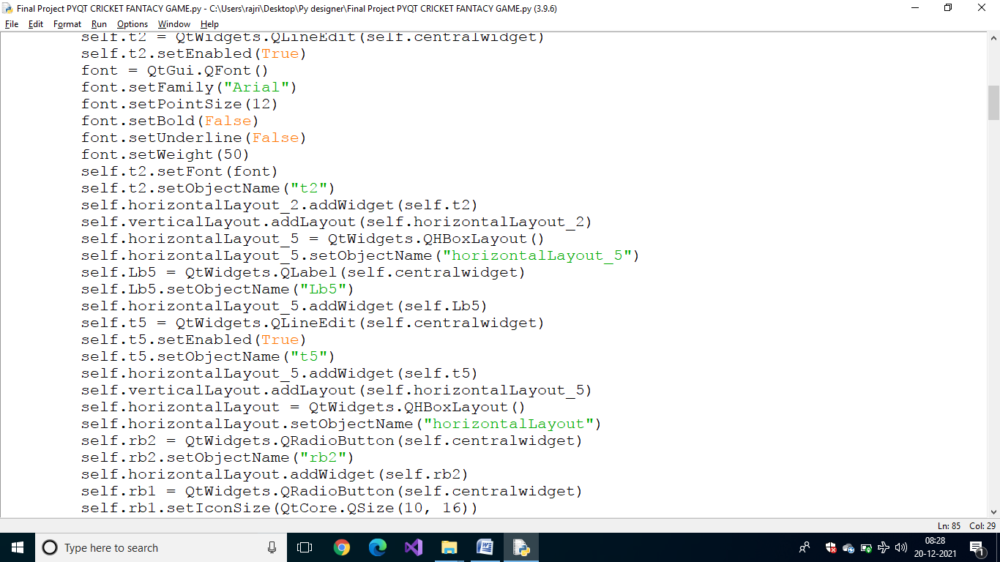 Final Project PYQT CRICKET FANTACY GAME.py - C:\Users\rajri\Desktop\Py designer\Final Project PYQT CRICKET FANTACY GAME.py (3.9.6)
File Edit Format Run Options Window Help
self.t2 = QtWidgets.QLineEdit(self.centralwidget)
self.t2.setEnabled(True)
font = QtGui.QFont()
font.setFamily("Arial")
font.setPointSize(12)
font.setBold(False)
font.setUnderline(False)
font.setWeight(50)
self.t2.setFont(font)
self.t2.setObjectName("t2")
self.horizontalLayout_2.addWidget(self.t2)
self.verticalLayout.addLayout(self.horizontalLayout_2)
self.horizontalLayout_5 = QtWidgets.QHBoxLayout()
self.horizontalLayout_5.setObjectName("horizontalLayout_5")
self.Lb5 = QtWidgets.QLabel(self.centralwidget)
self.Lb5.setObjectName("Lb5")
self.horizontalLayout_5.addWidget(self.Lb5)
self.t5 = QtWidgets.QLineEdit(self.centralwidget)
self.t5.setEnabled(True)
self.t5.setObjectName("t5")
self.horizontalLayout_5.addWidget(self.t5)
self.verticalLayout.addLayout(self.horizontalLayout_5)
self.horizontalLayout = QtWidgets.QHBoxLayout()
self.horizontalLayout.setObjectName("horizontalLayout")
self.rb2 = QtWidgets.QRadioButton(self.centralwidget)
self.rb2.setObjectName("rb2")
self.horizontalLayout.addWidget(self.rb2)
self.rb1 = QtWidgets.QRadioButton(self.centralwidget)
self.rb1.setIconSize(QtCore.QSize(10, 16))
Ln: 85 Col: 29
Type here to search
08:28
20-12-2021
1